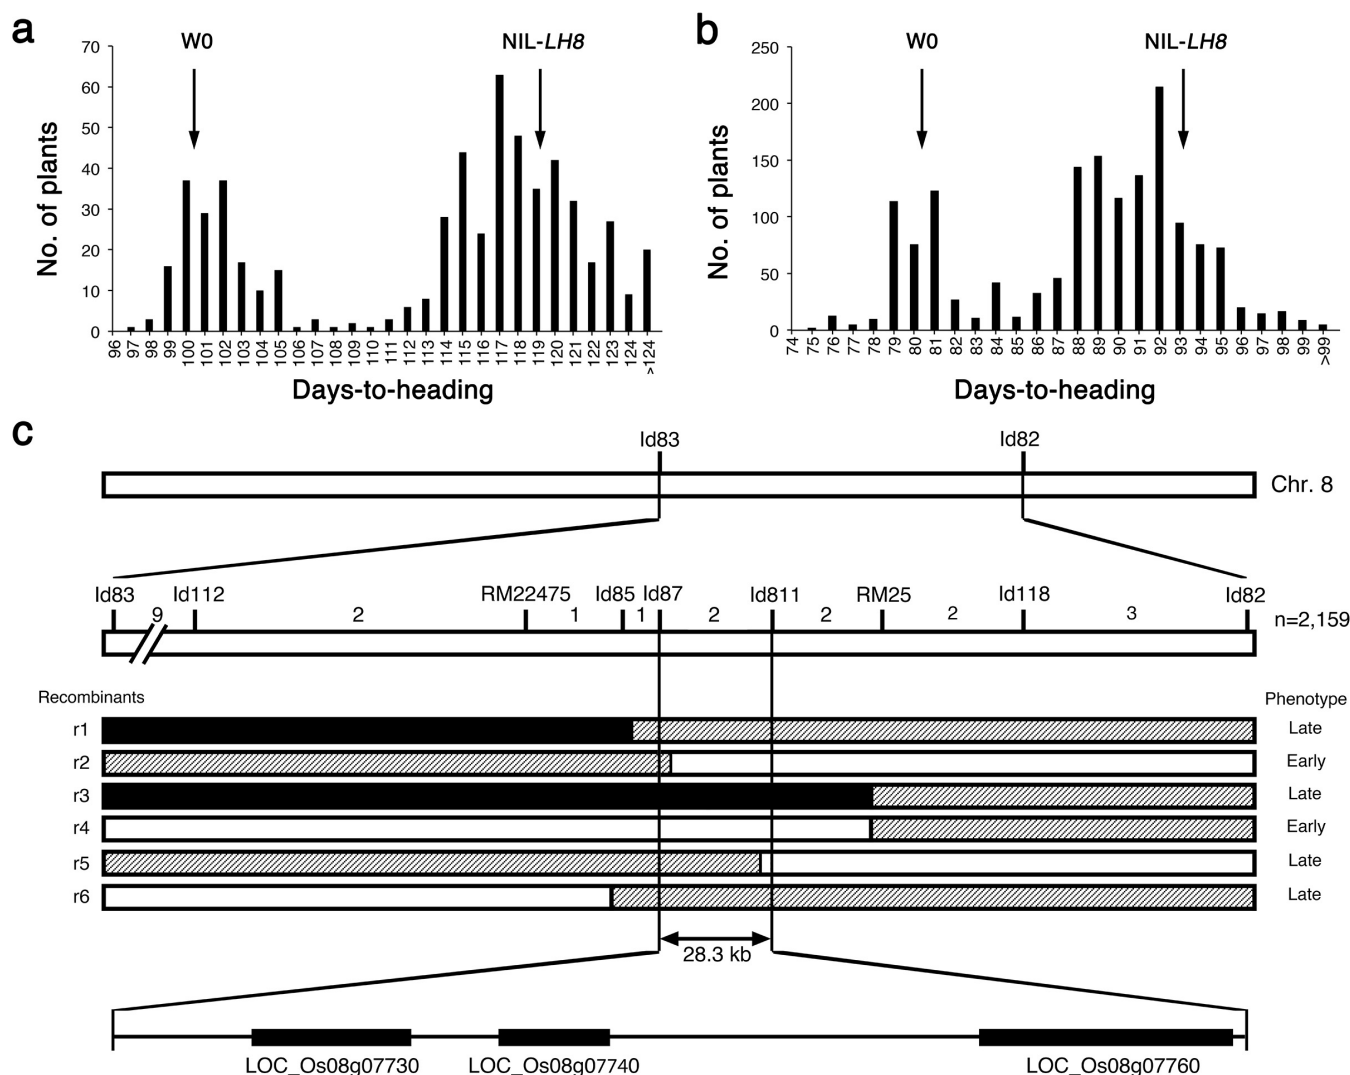 a
W0
NIL-LH8
No. of plants
70
60
50
40
30
20
10
0
96 97 98 99 100 101 102 103 104 105 106 107 108 109 110 111 112 113 114 115 116 117 118 119 120 121 122 123 124 >124
Days-to-heading
b
W0
NIL-LH8
No. of plants
250
200
150
100
50
0
74 75 76 77 78 79 80 81 82 83 84 85 86 87 88 89 90 91 92 93 94 95 96 97 98 99 >99
Days-to-heading
c
Id83 Id82
Chr. 8
Id83 Id112 RM22475 Id85 Id87 Id811 RM25 Id118 Id82
9 2 1 1 2 2 2 3 n=2,159
Recombinants Phenotype
r1 Late
r2 Early
r3 Late
r4 Early
r5 Late
r6 Late
28.3 kb
LOC_Os08g07730 LOC_Os08g07740 LOC_Os08g07760